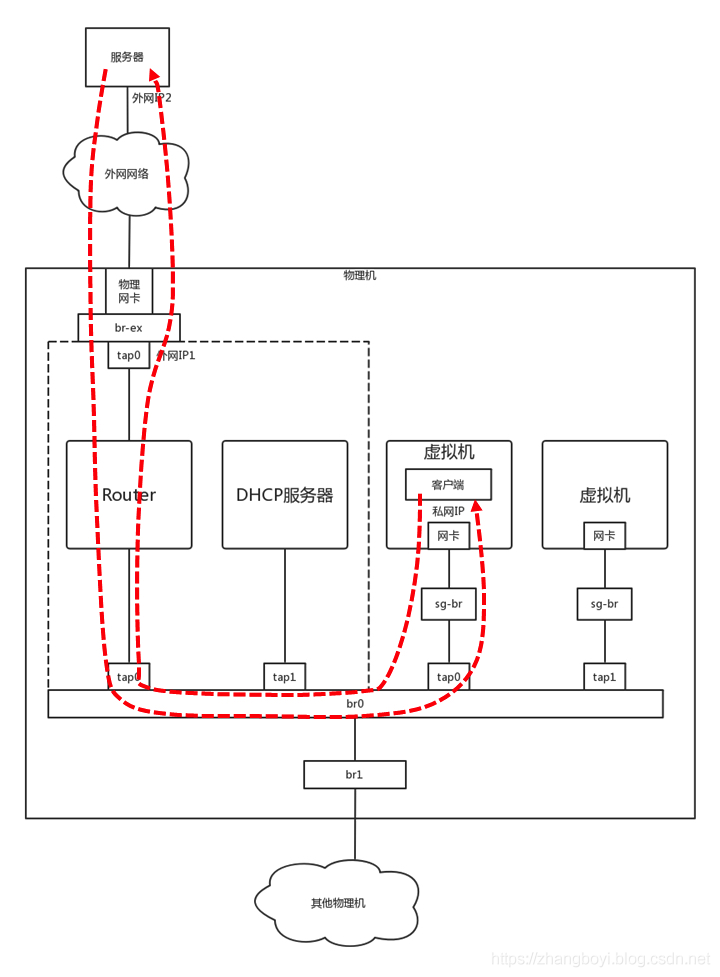 服务器
外网IP2
外网网络
物理机
物理
网卡
br-ex
tap0
外网IP1
Router
DHCP服务器
虚拟机
客户端
私网IP
网卡
虚拟机
网卡
sg-br
sg-br
tap0
tap1
tap0
tap1
br0
br1
其他物理机
https://zhangboyi.blog.csdn.net